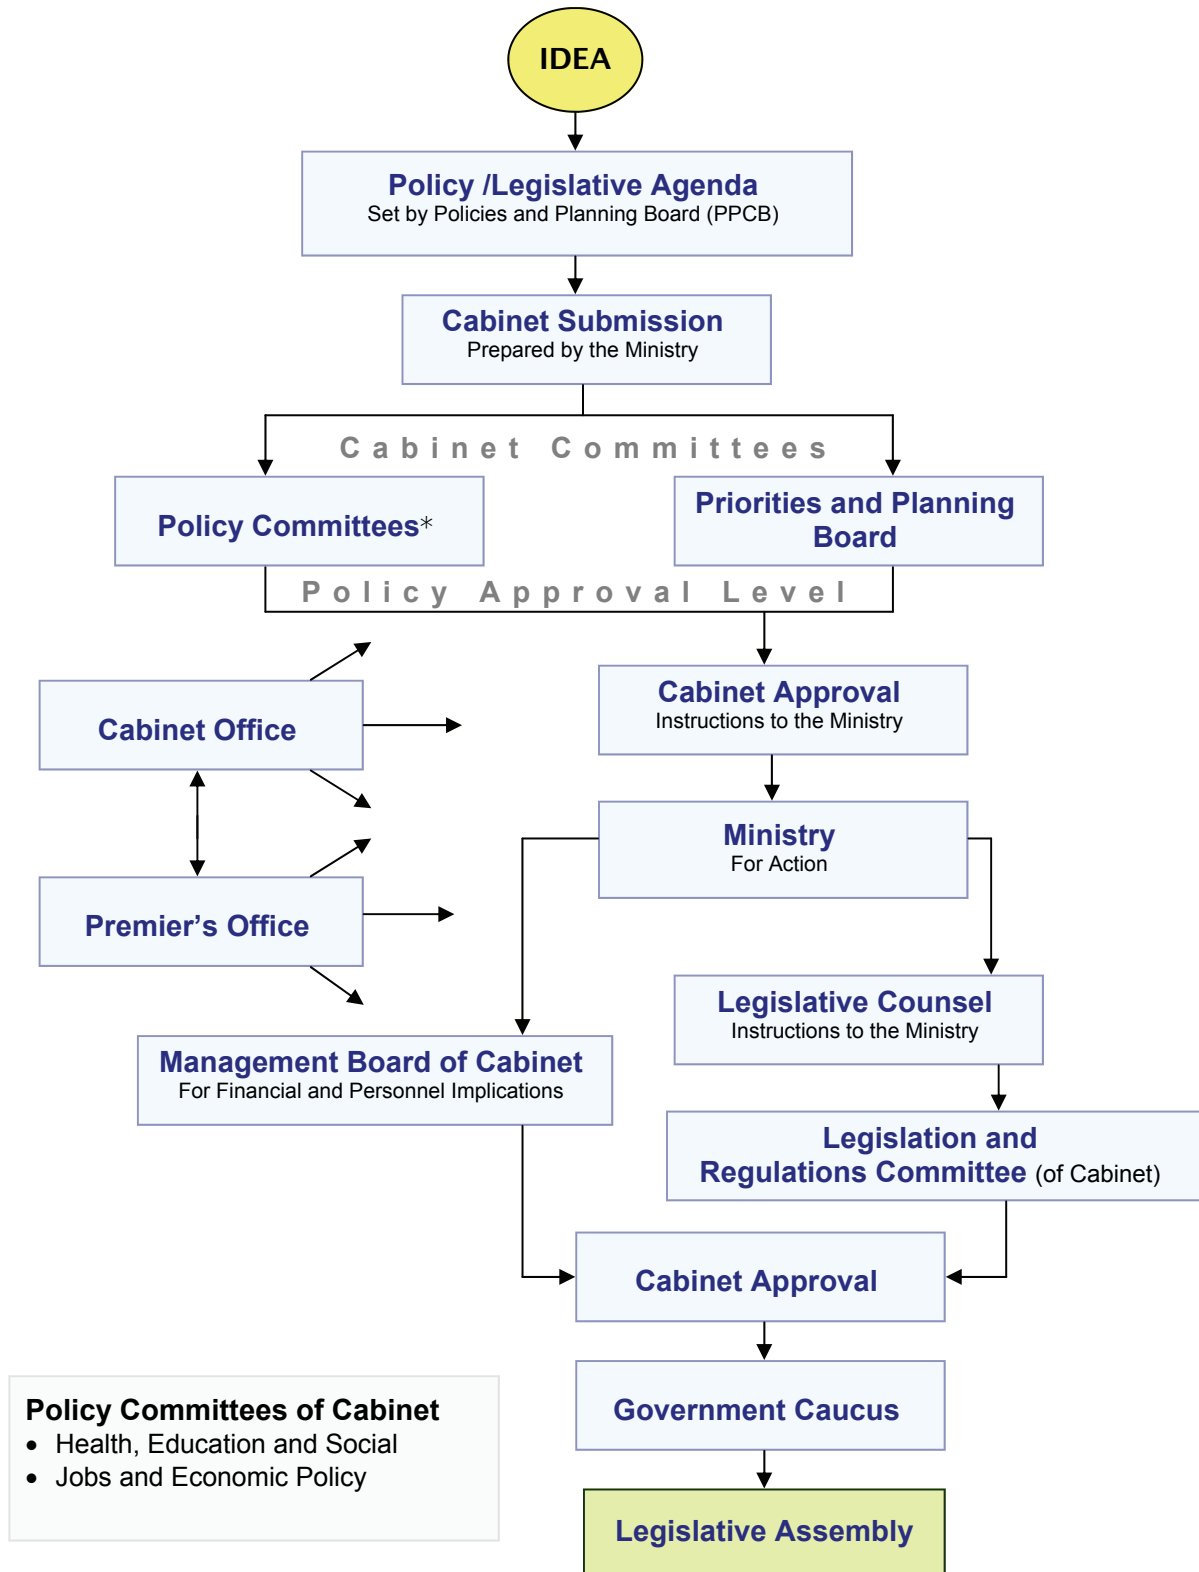 IDEA
Policy /Legislative Agenda
Set by Policies and Planning Board (PPCB)
Cabinet Submission
Prepared by the Ministry
Cabinet Committees
Policy Committees*
Priorities and Planning
Board
Policy Approval Level
Cabinet Approval
Instructions to the Ministry
Cabinet Office
Ministry
For Action
Premier's Office
Legislative Counsel
Instructions to the Ministry
Management Board of Cabinet
For Financial and Personnel Implications
Legislation and
Regulations Committee (of Cabinet)
Cabinet Approval
Government Caucus
Policy Committees of Cabinet
• Health, Education and Social
• Jobs and Economic Policy
Legislative Assembly